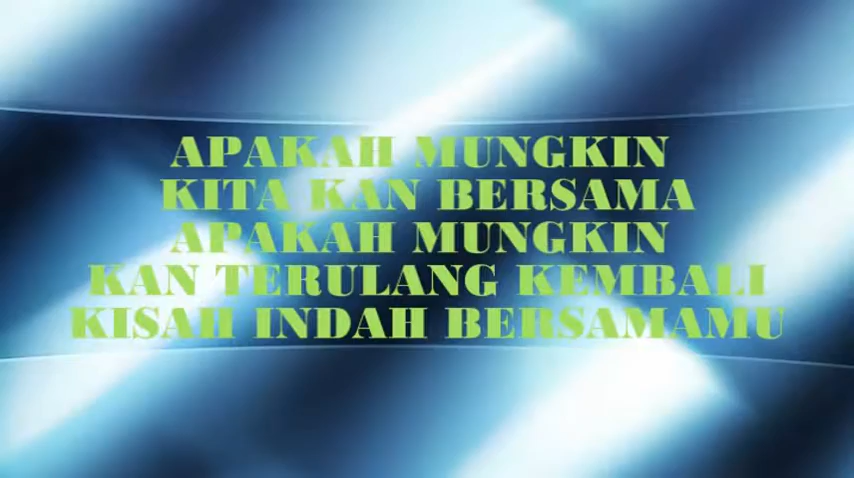 APAKAH MUNGKIN
KITA KAN BERSAMA
APAKAH MUNGKIN
KAN TERULANG KEMBALI
KISAH INDAH BERSAMAMU